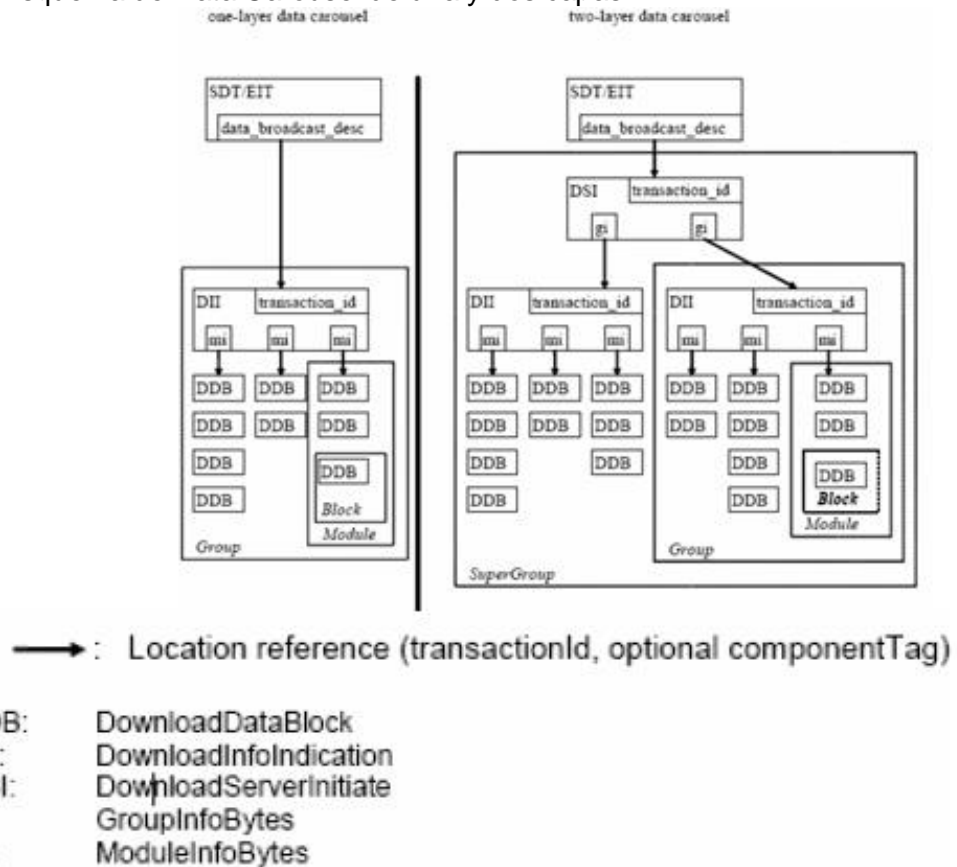 one-layer data carousel
two-layer data carousel
SDT/EIT
data_broadcast_desc
DII transaction_id
mi mi mi
DDB DDB DDB
DDB DDB DDB
DDB DDB
DDB
Block
Module
Group
SDT/EIT
data_broadcast_desc
DSI transaction_id
gi gi
DII transaction_id
mi mi mi
DDB DDB DDB
DDB DDB DDB
DDB DDB
DDB
DII transaction_id
mi mi mi
DDB DDB DDB
DDB DDB DDB
DDB DDB
DDB
Block
Module
Group
SuperGroup
: Location reference (transactionId, optional componentTag)
B: DownloadDataBlock
: DownloadInfoIndication
I: DownloadServerInitiate
GroupInfoBytes
ModuleInfoBytes